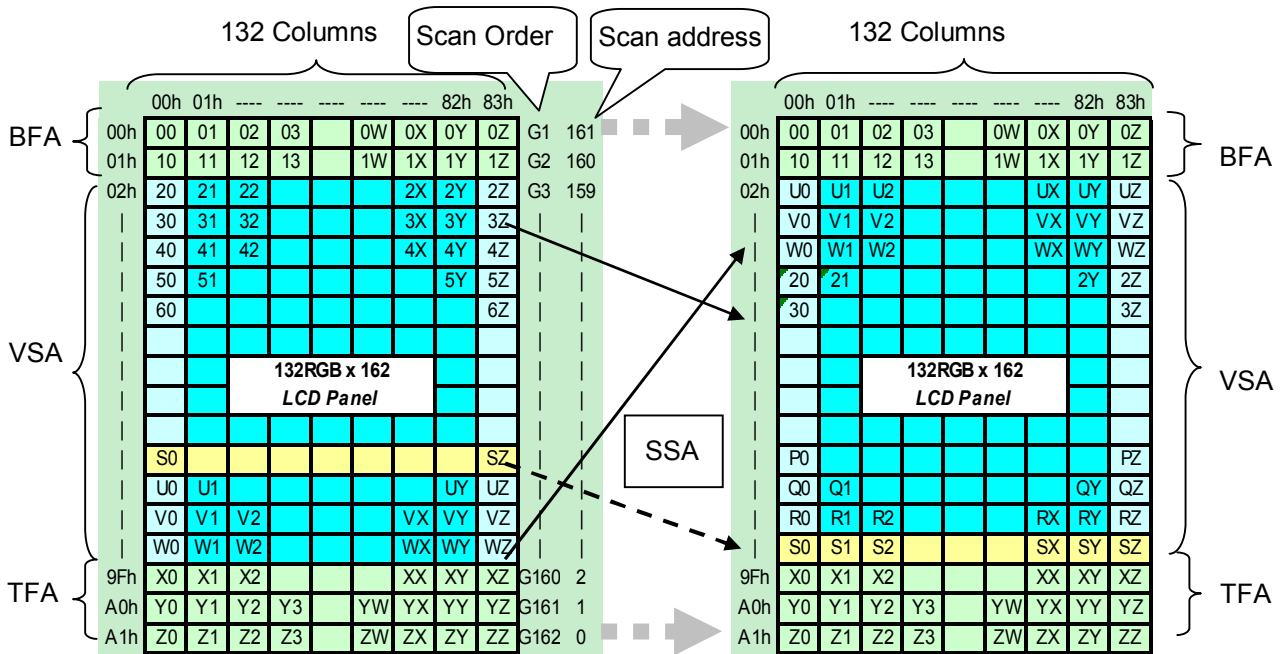 132 Columns Scan Order Scan address 132 Columns
00h 01h ---- ---- ---- ---- ---- 82h 83h 00h 01h ---- ---- ---- ---- ---- 82h 83h
BFA 00h 00 01 02 03 0W 0X 0Y 0Z G1 161 00h 00 01 02 03 0W 0X 0Y 0Z BFA
01h 10 11 12 13 1W 1X 1Y 1Z G2 160 01h 10 11 12 13 1W 1X 1Y 1Z
02h 20 21 22 2X 2Y 2Z G3 159 02h U0 U1 U2 UX UY UZ
30 31 32 3X 3Y 3Z V0 V1 V2 VX VY VZ
40 41 42 4X 4Y 4Z W0 W1 W2 WX WY WZ
50 51 5Y 5Z 20 21 2Y 2Z
60 6Z 30 3Z
VSA 132RGB x 162 132RGB x 162 VSA
LCD Panel LCD Panel
S0 SZ SSA P0 PZ
U0 U1 UY UZ Q0 Q1 QY QZ
V0 V1 V2 VX VY VZ R0 R1 R2 RX RY RZ
W0 W1 W2 WX WY WZ S0 S1 S2 SX SY SZ
TFA 9Fh X0 X1 X2 XX XY XZ G160 2 9Fh X0 X1 X2 XX XY XZ TFA
A0h Y0 Y1 Y2 Y3 YW YX YY YZ G161 1 A0h Y0 Y1 Y2 Y3 YW YX YY YZ
A1h Z0 Z1 Z2 Z3 ZW ZX ZY ZZ G162 0 A1h Z0 Z1 Z2 Z3 ZW ZX ZY ZZ